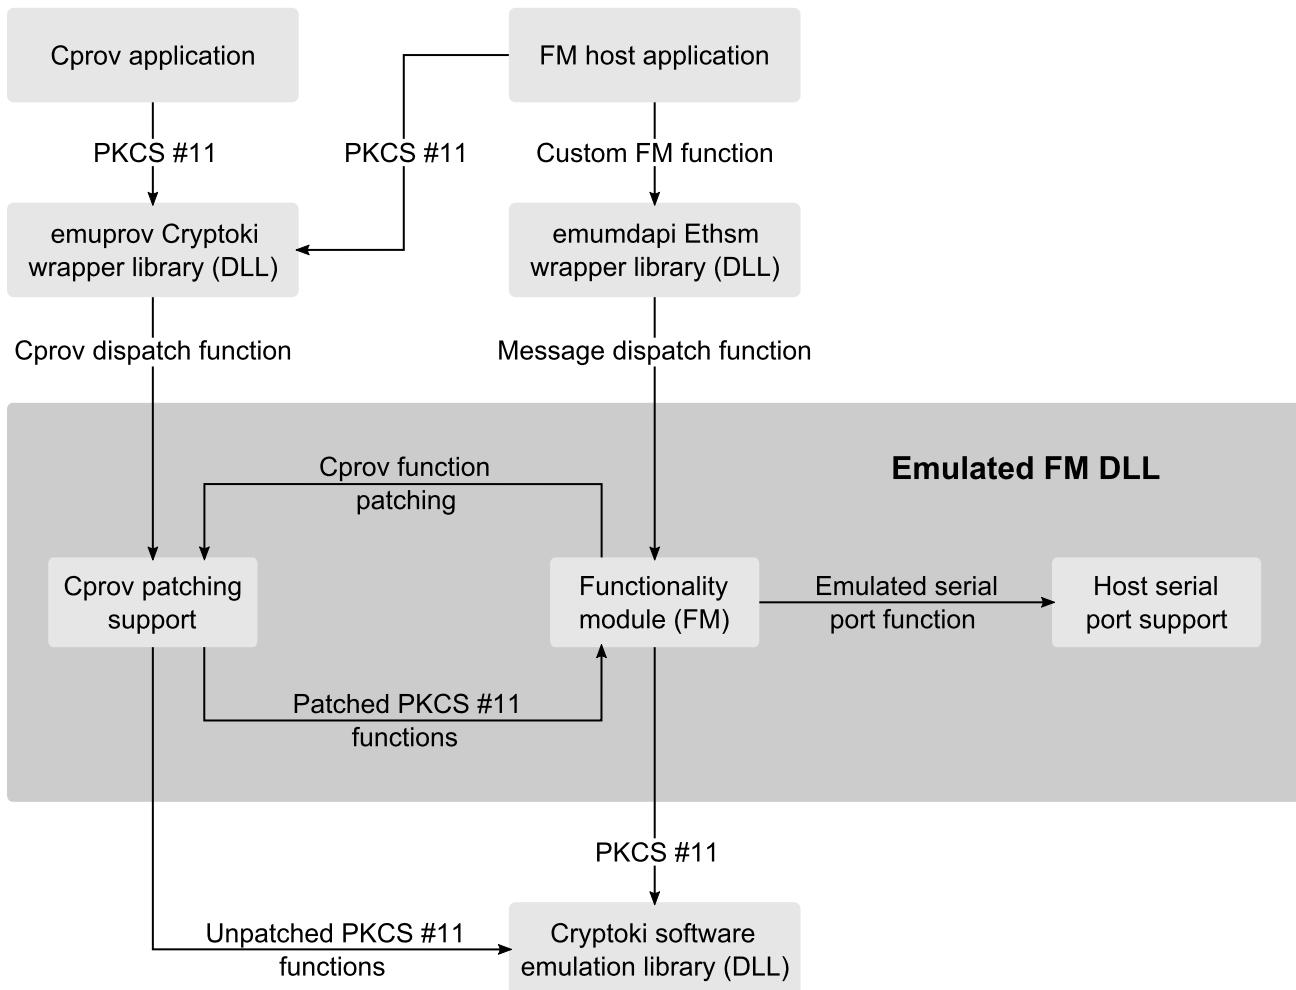 Cprov application
FM host application
PKCS #11
PKCS #11
Custom FM function
emuprov Cryptoki
wrapper library (DLL)
emumdapi Ethsm
wrapper library (DLL)
Cprov dispatch function
Message dispatch function
Emulated FM DLL
Cprov function
patching
Cprov patching
support
Functionality
module (FM)
Emulated serial
port function
Host serial
port support
Patched PKCS #11
functions
PKCS #11
Unpatched PKCS #11
functions
Cryptoki software
emulation library (DLL)